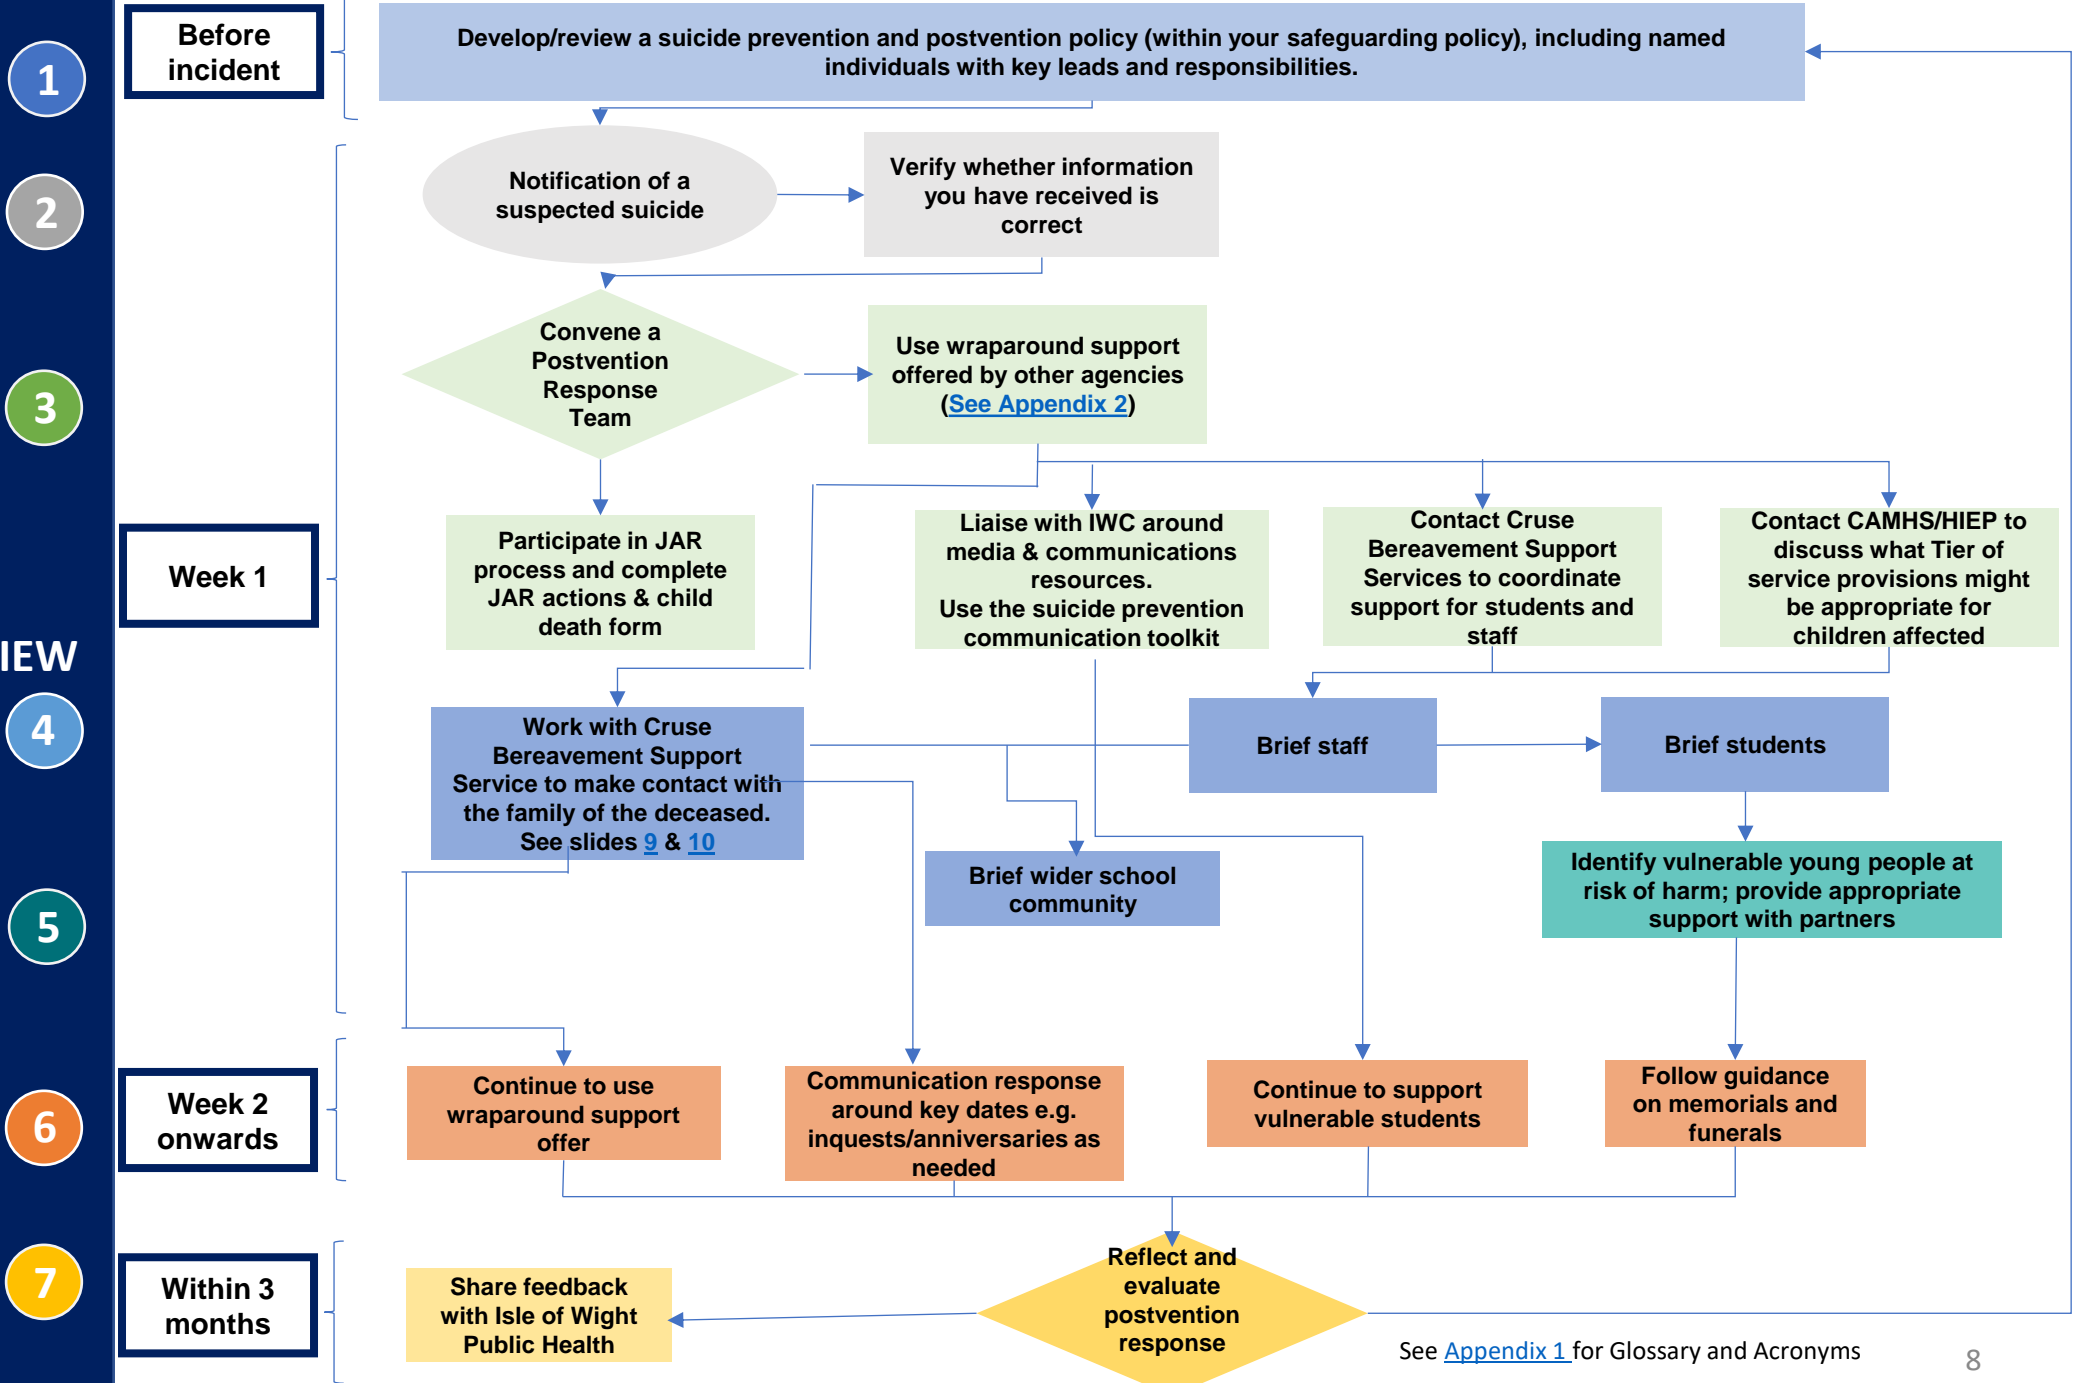 1
Before
incident
Develop/review a suicide prevention and postvention policy (within your safeguarding policy), including named
individuals with key leads and responsibilities.
2
Notification of a
suspected suicide
Verify whether information
you have received is
correct
3
Convene a
Postvention
Response
Team
Use wraparound support
offered by other agencies
(See Appendix 2)
Week 1
Participate in JAR
process and complete
JAR actions & child
death form
Liaise with IWC around
media & communications
resources.
Use the suicide prevention
communication toolkit
Contact Cruse
Bereavement Support
Services to coordinate
support for students and
staff
Contact CAMHS/HIEP to
discuss what Tier of
service provisions might
be appropriate for
children affected
IEW
4
Work with Cruse
Bereavement Support
Service to make contact with
the family of the deceased.
See slides 9 & 10
Brief staff
Brief students
Brief wider school
community
5
Identify vulnerable young people at
risk of harm; provide appropriate
support with partners
6
Week 2
onwards
Continue to use
wraparound support
offer
Communication response
around key dates e.g.
inquests/anniversaries as
needed
Continue to support
vulnerable students
Follow guidance
on memorials and
funerals
7
Within 3
months
Share feedback
with Isle of Wight
Public Health
Reflect and
evaluate
postvention
response
See Appendix 1 for Glossary and Acronyms
8